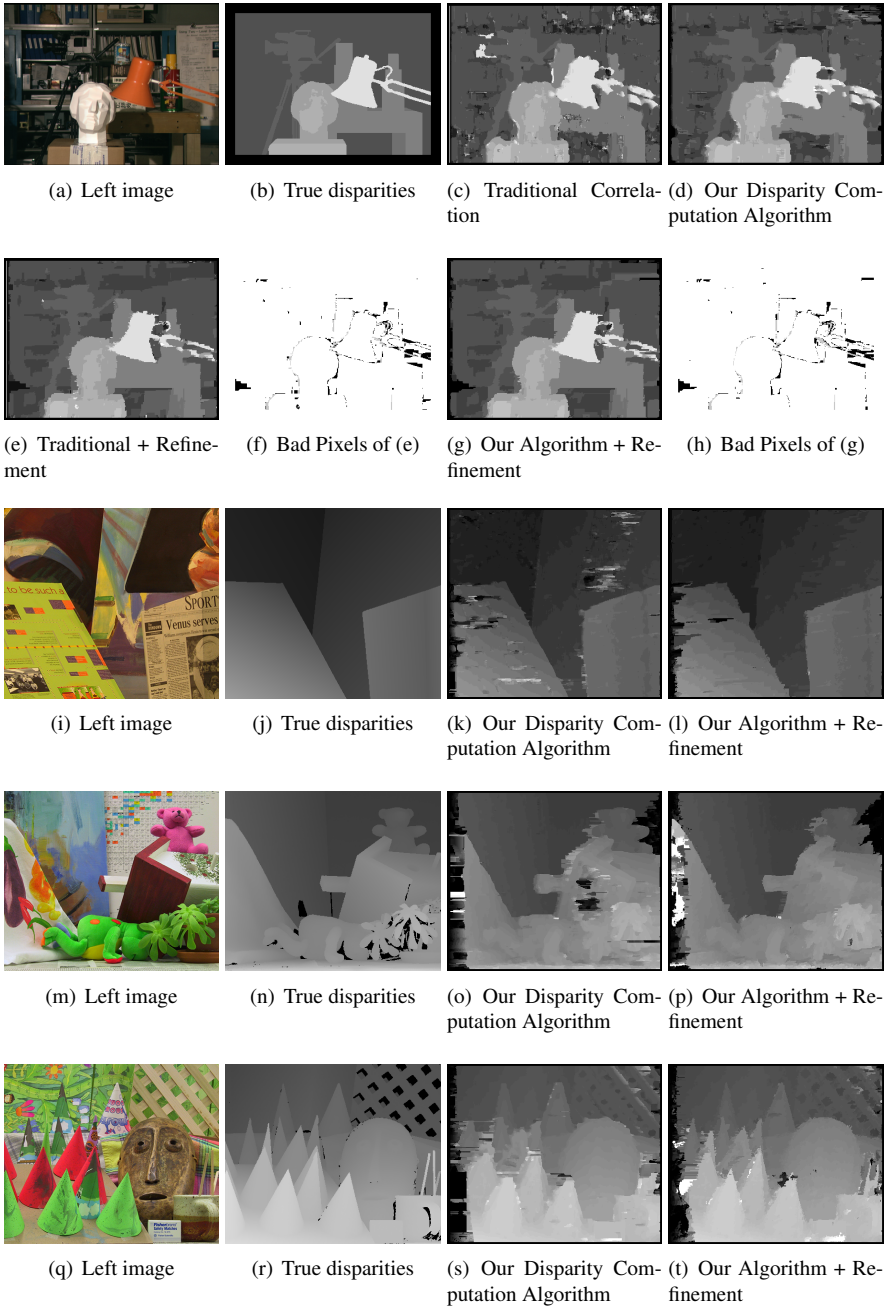 (a) Left image
(b) True disparities
(c) Traditional Correla-
tion
(d) Our Disparity Com-
putation Algorithm
(e) Traditional + Refine-
ment
(f) Bad Pixels of (e)
(g) Our Algorithm + Re-
finement
(h) Bad Pixels of (g)
to be such a
SPORT
Venus serves
(i) Left image
(j) True disparities
(k) Our Disparity Com-
putation Algorithm
(l) Our Algorithm + Re-
finement
(m) Left image
(n) True disparities
(o) Our Disparity Com-
putation Algorithm
(p) Our Algorithm + Re-
finement
(q) Left image
(r) True disparities
(s) Our Disparity Com-
putation Algorithm
(t) Our Algorithm + Re-
finement